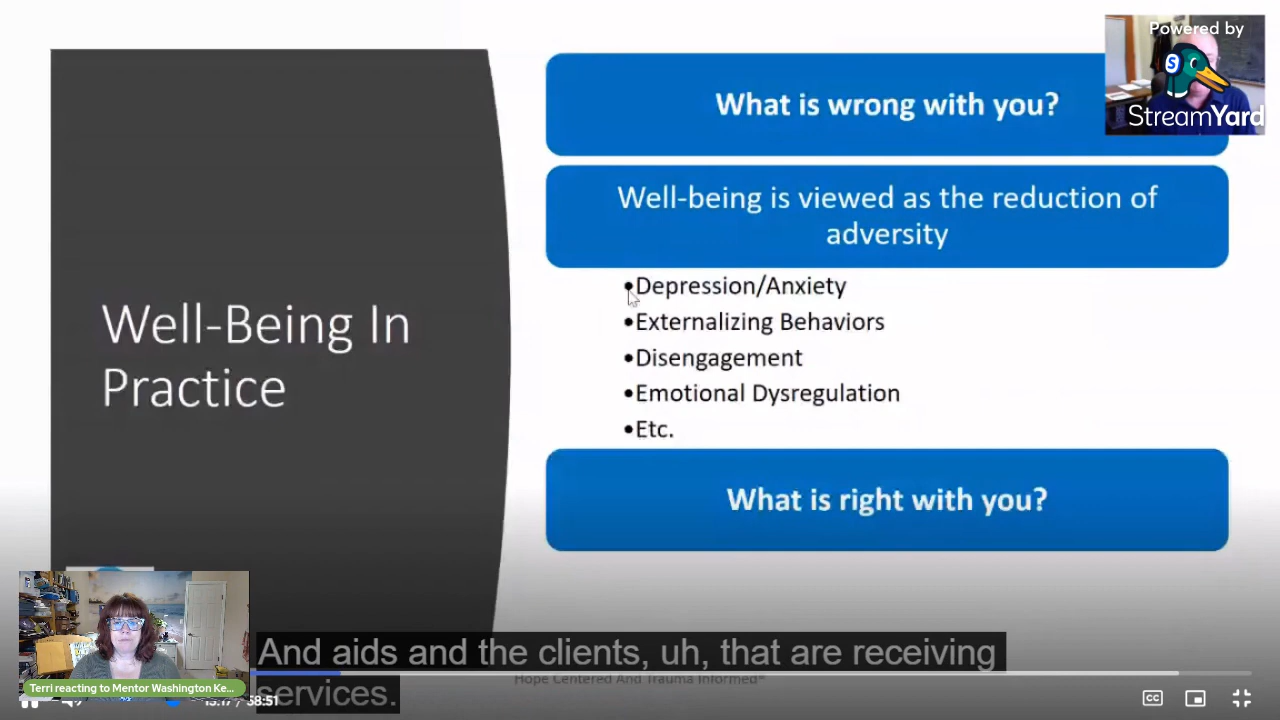 Powered by
StreamYard
What is wrong with you?
Well-being is viewed as the reduction of
adversity
•Depression/Anxiety
•Externalizing Behaviors
•Disengagement
•Emotional Dysregulation
•Etc.
What is right with you?
Well-Being In
Practice
And aids and the clients, uh, that are receiving
services.
Hope Centered And Trauma Informed®
Terri reacting to Mentor Washington Ke...
15:17 / 58:51
CC